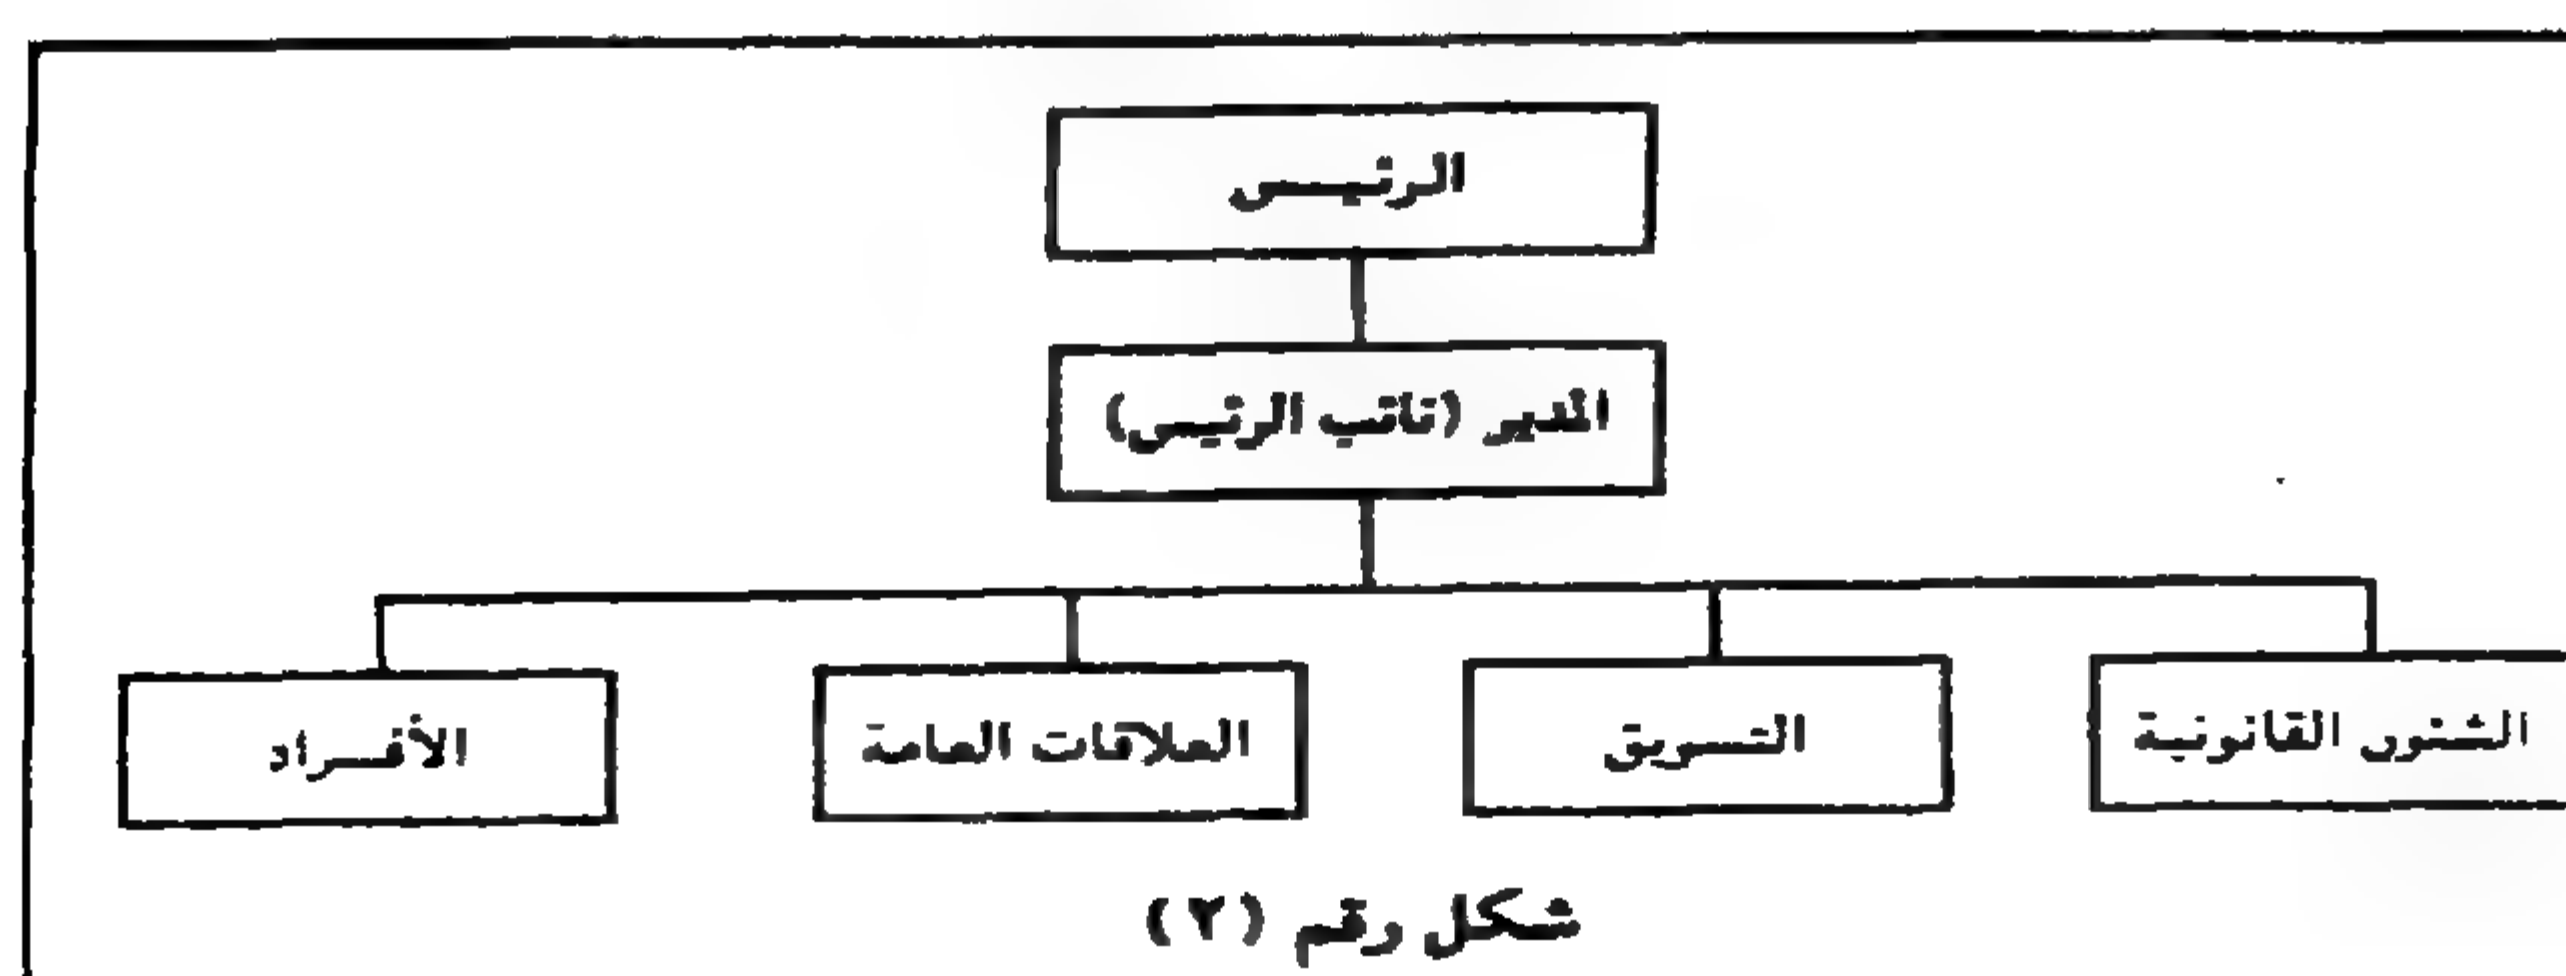 الرئيس
المدير (نائب الرئيس)
الشئون القانونية
التسويق
العلاقات العامة
الأفراد
شكل رقم (٢)